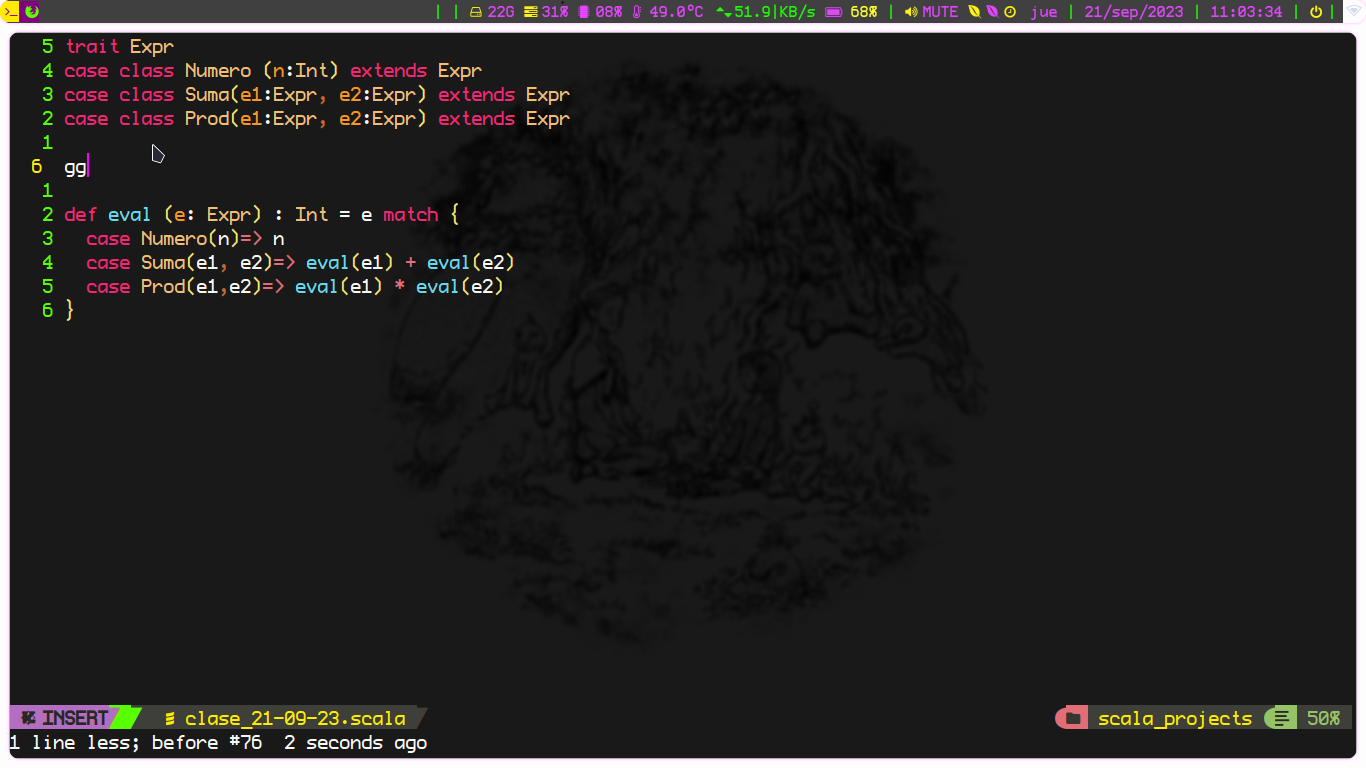 22G 31% 08% 49.0°C 51.9|KB/s 68% | MUTE jue | 21/sep/2023 | 11:03:34 | |
5 trait Expr
4 case class Numero (n:Int) extends Expr
3 case class Suma(e1:Expr, e2:Expr) extends Expr
2 case class Prod(e1:Expr, e2:Expr) extends Expr
1
6 gg
1
2 def eval (e: Expr) : Int = e match {
3 case Numero(n)=> n
4 case Suma(e1, e2)=> eval(e1) + eval(e2)
5 case Prod(e1,e2)=> eval(e1) * eval(e2)
6 }
INSERT clase_21-09-23.scala scala_projects 50%
1 line less; before #76 2 seconds ago